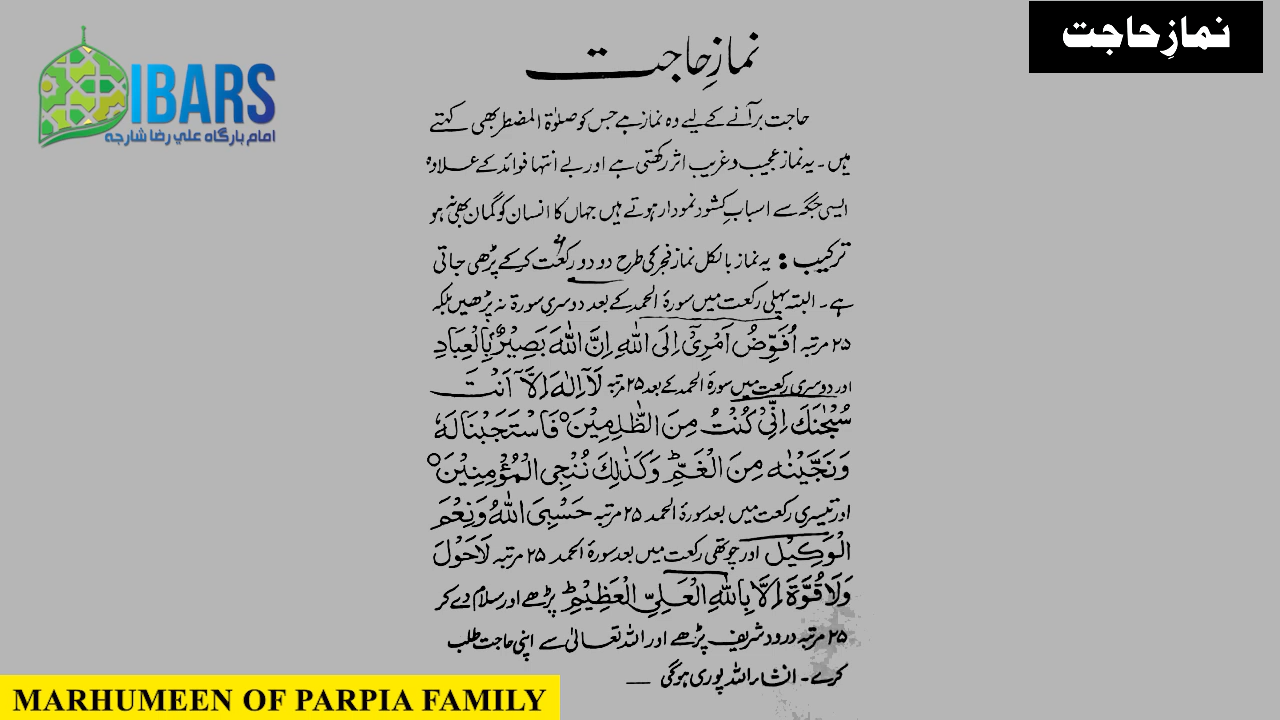 نمازِ حاجت
IBARS
امام بارگاه علي رضا شارجه
نمازِ حاجت
حاجت برآنے کے لیے وہ نماز ہے جس کو صلوٰۃ المضطر بھی کہتے
ہیں۔ یہ نماز عجیب و غریب اثر رکھتی ہے اور بے انتہا فوائد کے علاوہ
ایسی جگہ سے اسبابِ کشود نمودار ہوتے ہیں جہاں کا انسان کو گمان بھی نہ ہو
ترکیب : یہ نماز بالکل نماز فجر کی طرح دو دو رکعت کرکے پڑھی جاتی
ہے۔ البتہ پہلی رکعت میں سورۂ الحمد کے بعد دوسری سورۃ نہ پڑھیں بلکہ
۲۵ مرتبہ اُفَوِّضُ اَمْرِیْٓ اِلَی اللّٰهِ اِنَّ اللّٰهَ بَصِیْرٌۢ بِالْعِبَادِ
اور دوسری رکعت میں سورۂ الحمد کے بعد ۲۵ مرتبہ لَآ اِلٰهَ اِلَّآ اَنْتَ
سُبْحٰنَكَ اِنِّیْ كُنْتُ مِنَ الظّٰلِمِیْنَ ۝ فَاسْتَجَبْنَا لَهٗ
وَنَجَّیْنٰهُ مِنَ الْغَمِّ ؕ وَكَذٰلِكَ نُنْجِی الْمُؤْمِنِیْنَ ۝
اور تیسری رکعت میں بعد سورۂ الحمد ۲۵ مرتبہ حَسْبِیَ اللّٰهُ وَنِعْمَ
الْوَكِیْل اور چوتھی رکعت میں بعد سورۂ الحمد ۲۵ مرتبہ لَاحَوْلَ
وَلَا قُوَّةَ اِلَّا بِاللّٰهِ الْعَلِیِّ الْعَظِیْمِ ؕ پڑھے اور سلام دے کر
۲۵ مرتبہ درود شریف پڑھے اور اللہ تعالیٰ سے اپنی حاجت طلب
کرے۔ انشاء اللہ پوری ہوگی —
MARHUMEEN OF PARPIA FAMILY